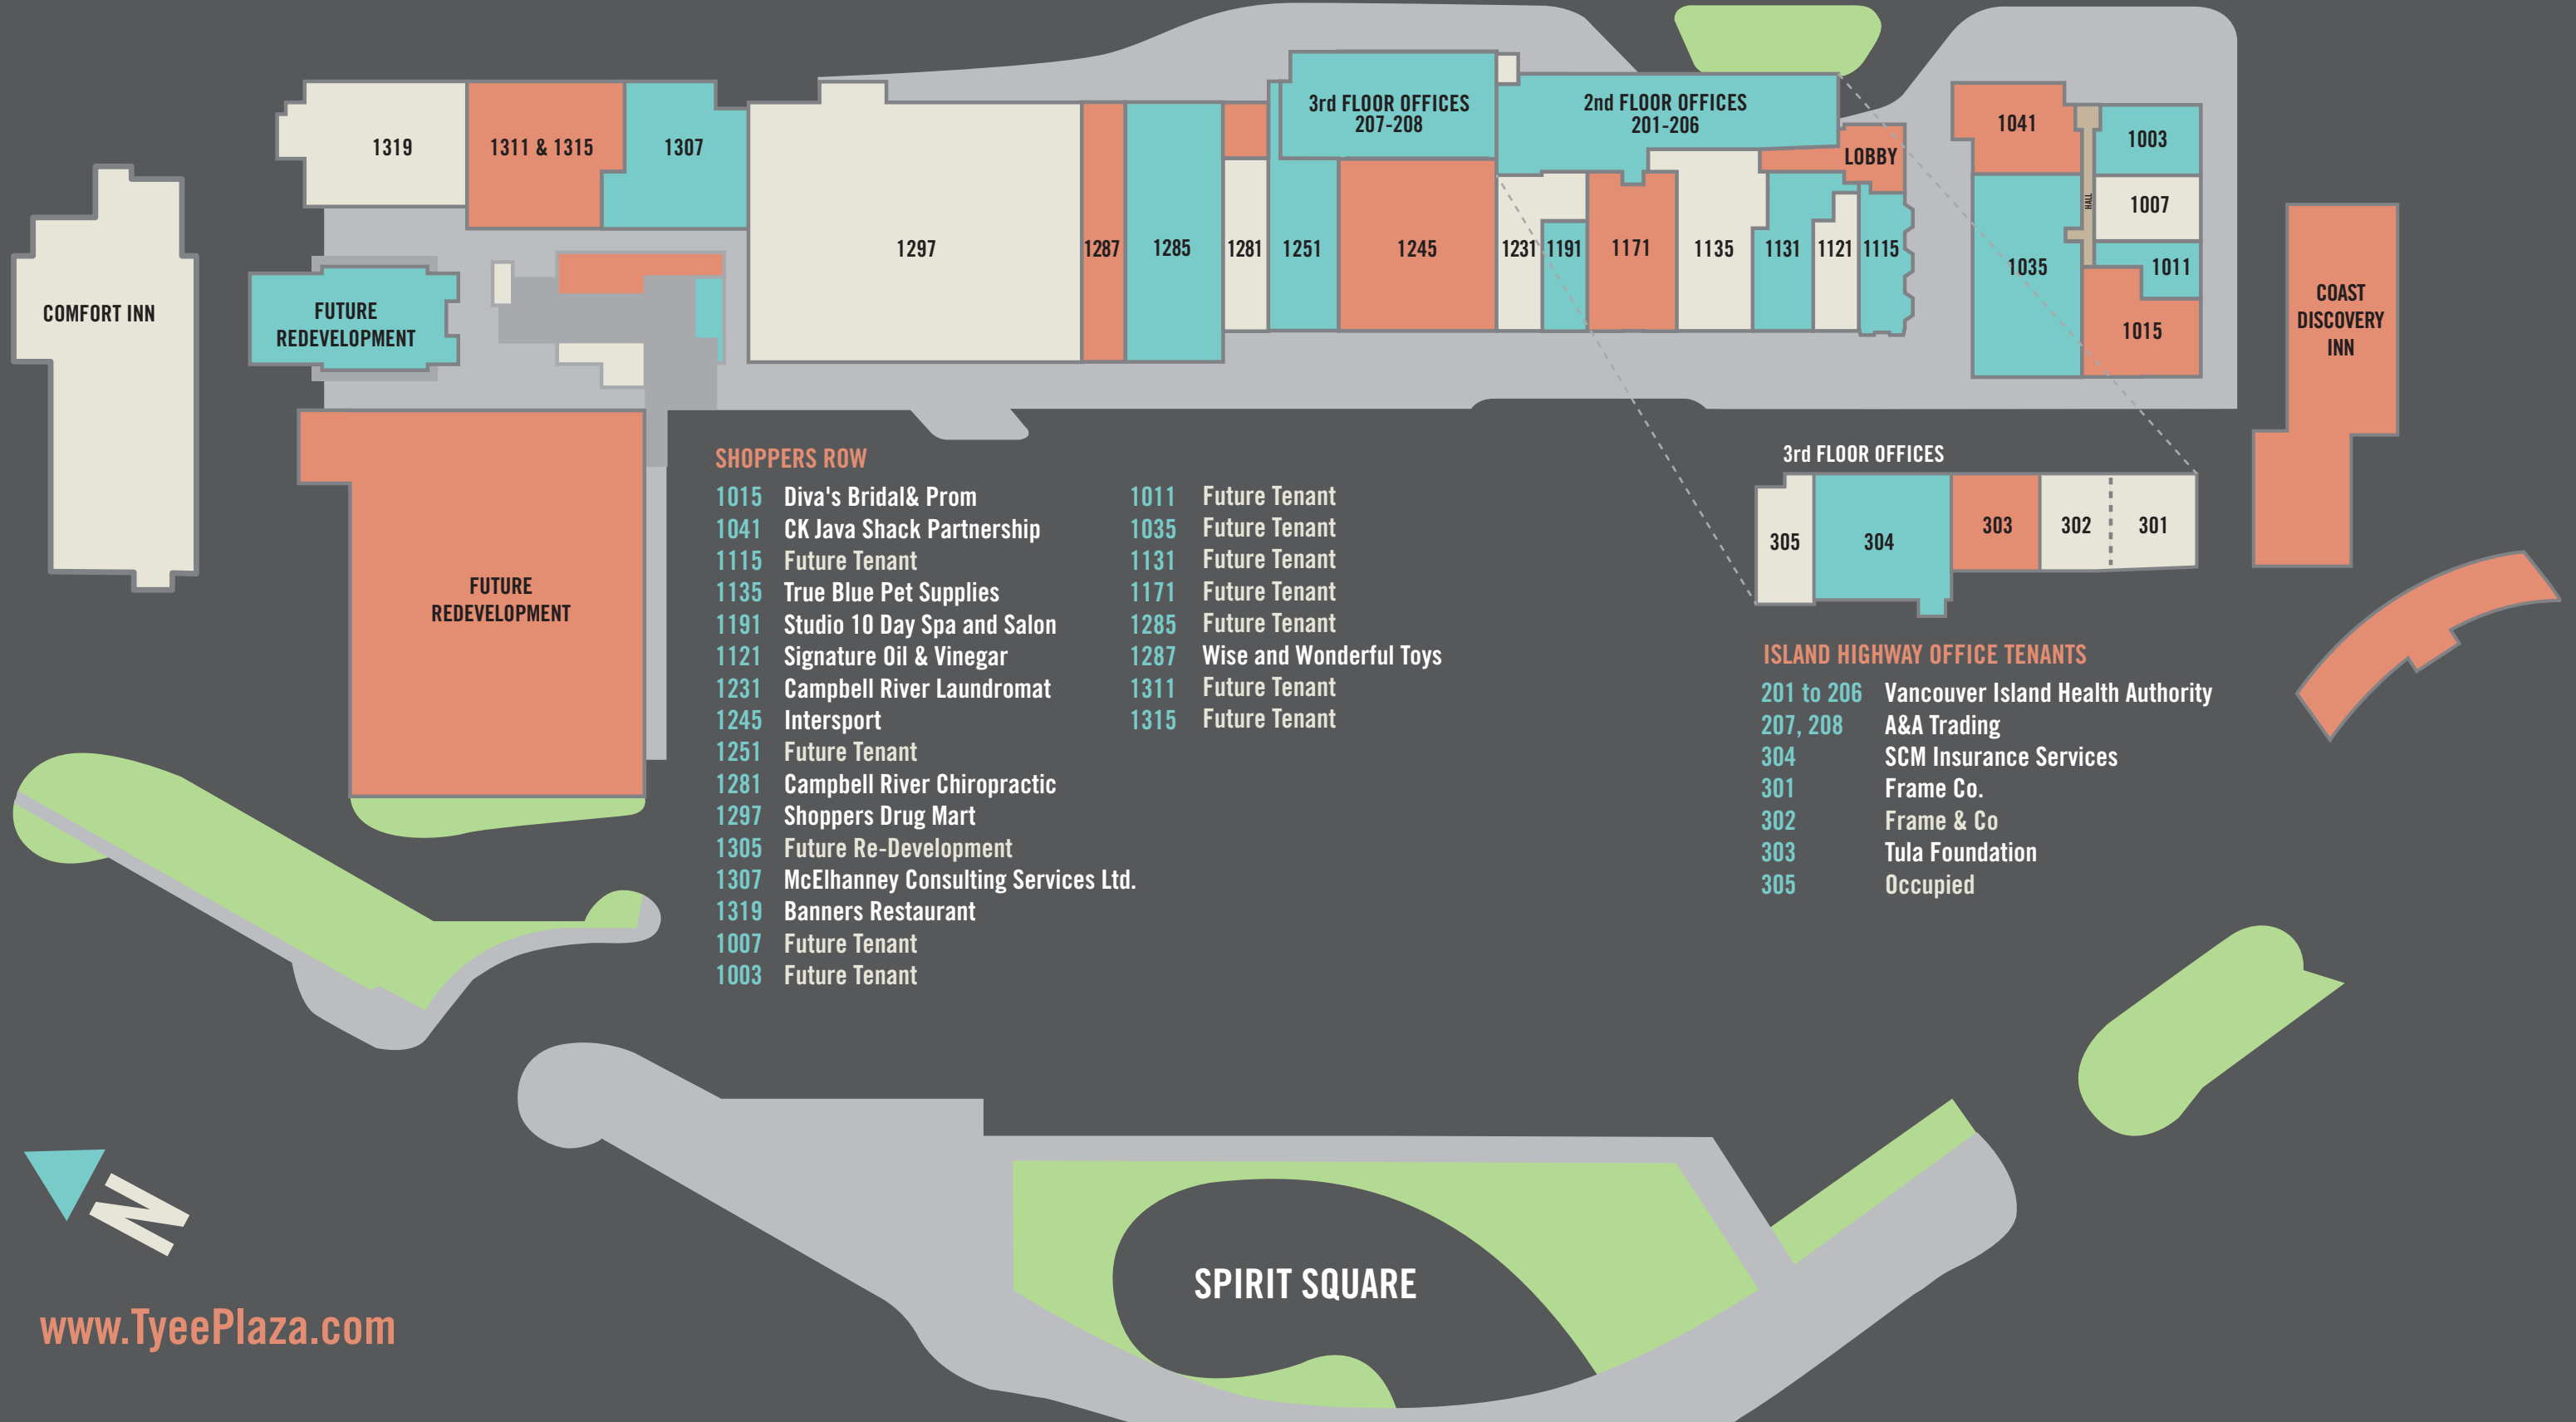 3rd FLOOR OFFICES
207-208
2nd FLOOR OFFICES
201-206
1319
1311 & 1315
1307
LOBBY
1041
1003
HALL
1007
1297
1287
1285
1281
1251
1245
1231
1191
1171
1135
1131
1121
1115
1035
1011
1015
COMFORT INN
FUTURE
REDEVELOPMENT
COAST
DISCOVERY
INN
FUTURE
REDEVELOPMENT
SHOPPERS ROW
1015 Diva's Bridal& Prom
1041 CK Java Shack Partnership
1115 Future Tenant
1135 True Blue Pet Supplies
1191 Studio 10 Day Spa and Salon
1121 Signature Oil & Vinegar
1231 Campbell River Laundromat
1245 Intersport
1251 Future Tenant
1281 Campbell River Chiropractic
1297 Shoppers Drug Mart
1305 Future Re-Development
1307 McElhanney Consulting Services Ltd.
1319 Banners Restaurant
1007 Future Tenant
1003 Future Tenant
1011 Future Tenant
1035 Future Tenant
1131 Future Tenant
1171 Future Tenant
1285 Future Tenant
1287 Wise and Wonderful Toys
1311 Future Tenant
1315 Future Tenant
3rd FLOOR OFFICES
305
304
303
302
301
ISLAND HIGHWAY OFFICE TENANTS
201 to 206 Vancouver Island Health Authority
207, 208 A&A Trading
304 SCM Insurance Services
301 Frame Co.
302 Frame & Co
303 Tula Foundation
305 Occupied
N
SPIRIT SQUARE
www.TyeePlaza.com